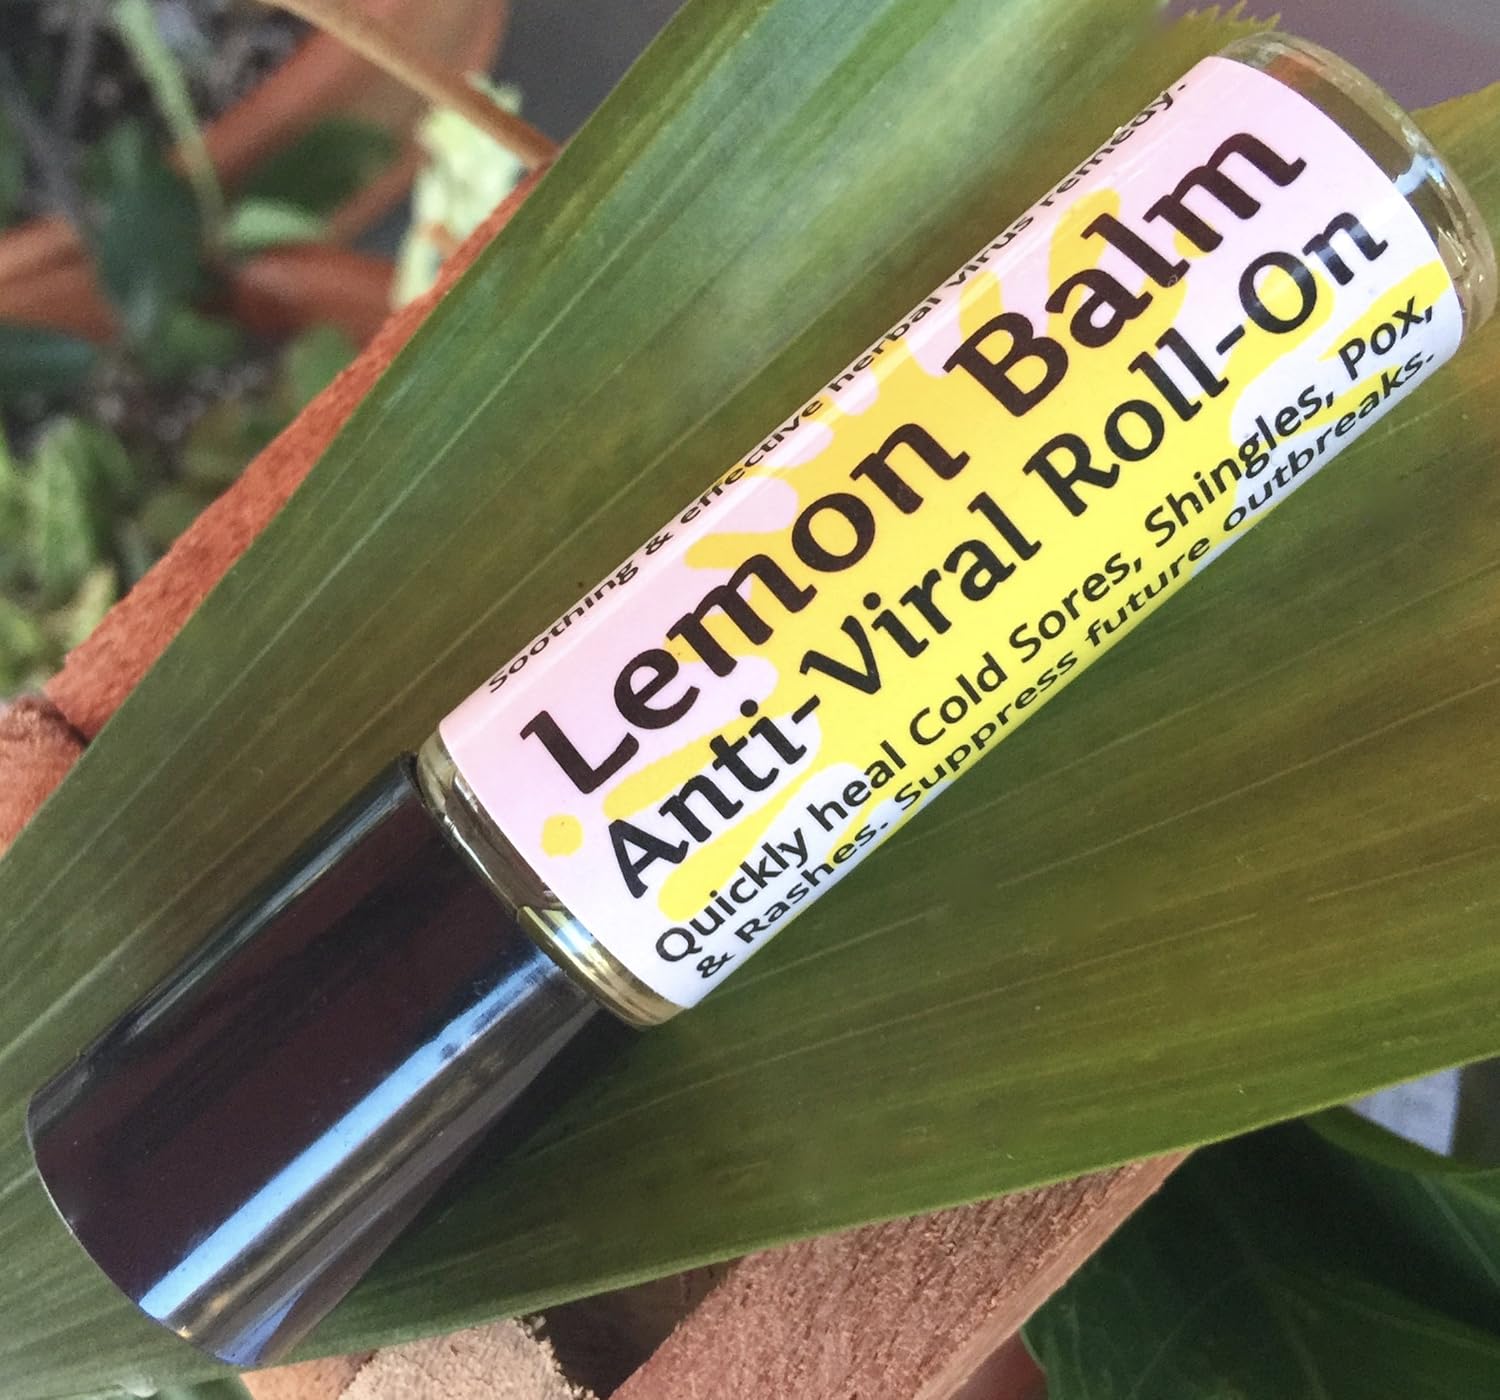 Soothing & effective herbal virus remedy.
Lemon Balm
Anti-Viral Roll-On
Quickly heal Cold Sores, Shingles, Pox,
& Rashes. Suppress future outbreaks.